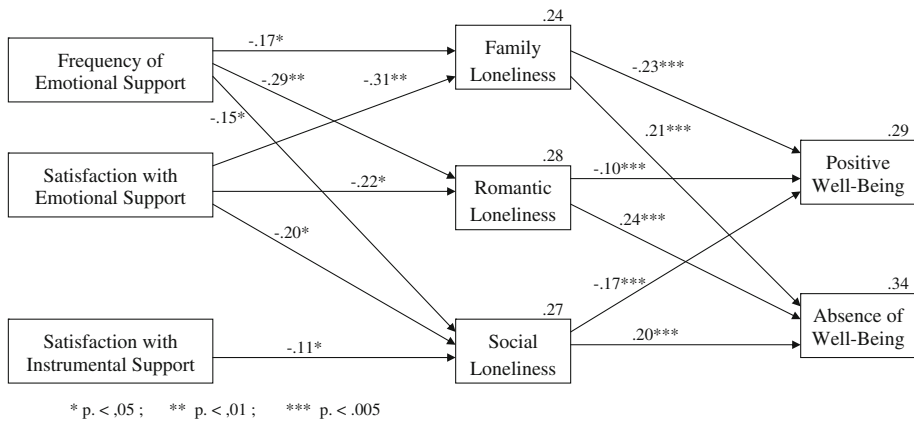 .24
-.17*
Family
Loneliness
Frequency of
Emotional Support
-.29**
-.31**
-.23***
-.15*
.21***
.29
.28
Positive
Well-Being
Satisfaction with
Emotional Support
-.22*
Romantic
Loneliness
-.10***
-.20*
.24***
-.17***
.34
.27
Absence of
Well-Being
Satisfaction with
Instrumental Support
-.11*
Social
Loneliness
.20***
* p. < ,05 ; ** p. < ,01 ; *** p. < .005